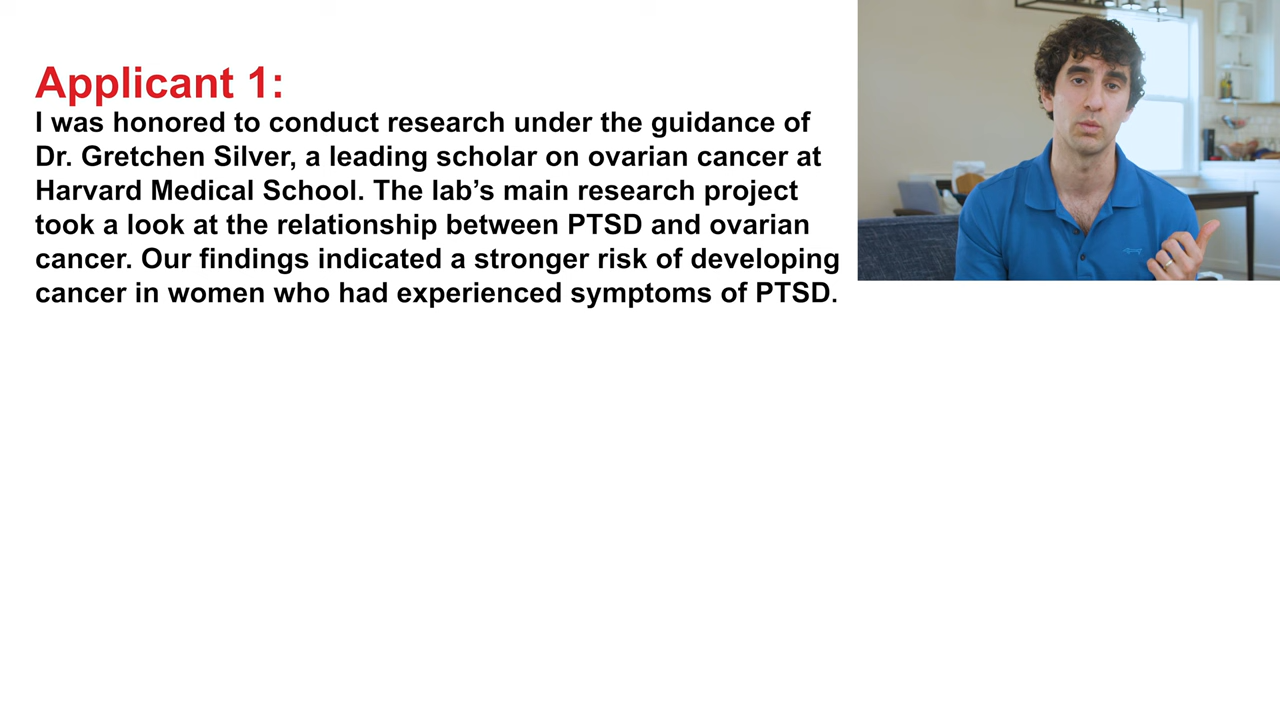 Applicant 1:
I was honored to conduct research under the guidance of
Dr. Gretchen Silver, a leading scholar on ovarian cancer at
Harvard Medical School. The lab’s main research project
took a look at the relationship between PTSD and ovarian
cancer. Our findings indicated a stronger risk of developing
cancer in women who had experienced symptoms of PTSD.